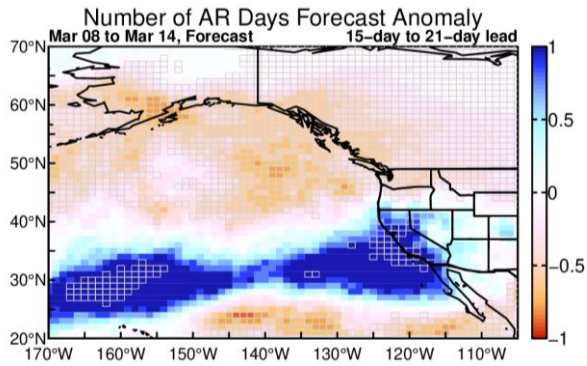 Number of AR Days Forecast Anomaly
Mar 08 to Mar 14, Forecast 15-day to 21-day lead
70°N
60°N
50°N
40°N
30°N
20°N
170°W 160°W 150°W 140°W 130°W 120°W 110°W
1
0.5
0
−0.5
−1